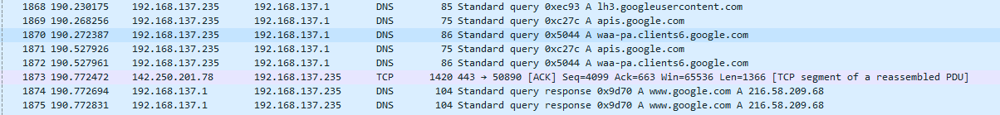 1868 190.230175 192.168.137.235 192.168.137.1 DNS 85 Standard query 0xec93 A lh3.googleusercontent.com
1869 190.268256 192.168.137.235 192.168.137.1 DNS 75 Standard query 0xc27c A apis.google.com
1870 190.272387 192.168.137.235 192.168.137.1 DNS 86 Standard query 0x5044 A waa-pa.clients6.google.com
1871 190.527926 192.168.137.235 192.168.137.1 DNS 75 Standard query 0xc27c A apis.google.com
1872 190.527961 192.168.137.235 192.168.137.1 DNS 86 Standard query 0x5044 A waa-pa.clients6.google.com
1873 190.772472 142.250.201.78 192.168.137.235 TCP 1420 443 → 50890 [ACK] Seq=4099 Ack=663 Win=65536 Len=1366 [TCP segment of a reassembled PDU]
1874 190.772694 192.168.137.1 192.168.137.235 DNS 104 Standard query response 0x9d70 A www.google.com A 216.58.209.68
1875 190.772831 192.168.137.1 192.168.137.235 DNS 104 Standard query response 0x9d70 A www.google.com A 216.58.209.68